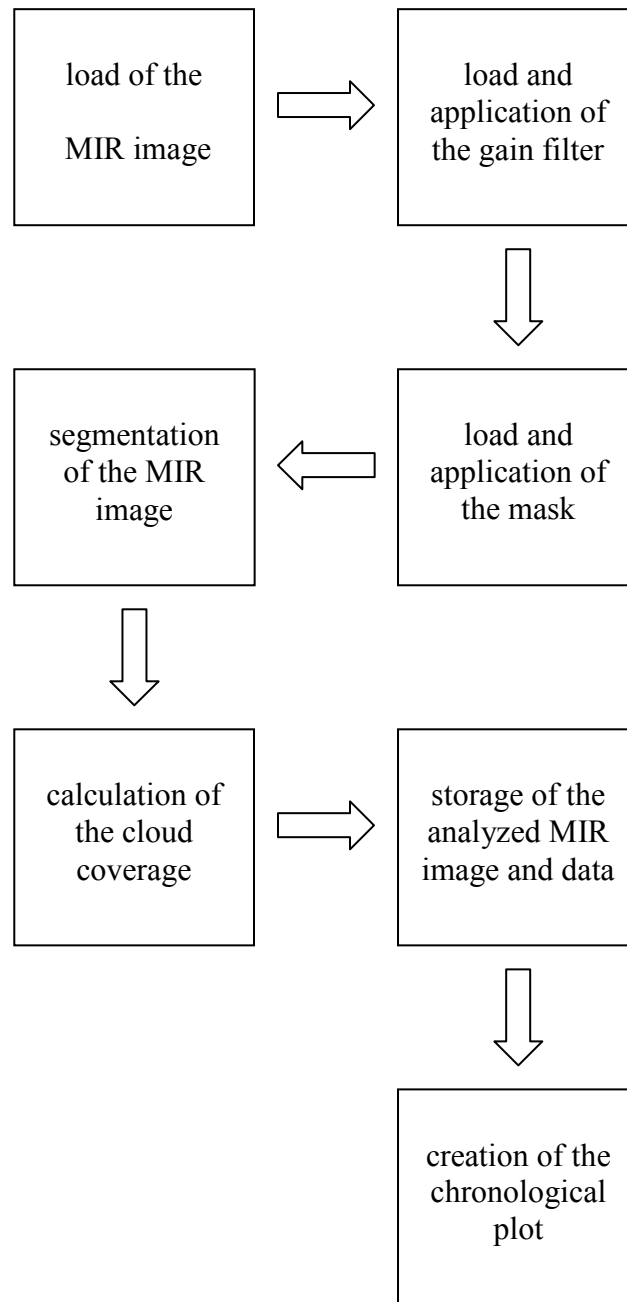 load of the
MIR image
load and
application of
the gain filter
load and
application of
the mask
segmentation
of the MIR
image
calculation of
the cloud
coverage
storage of the
analyzed MIR
image and data
creation of the
chronological
plot